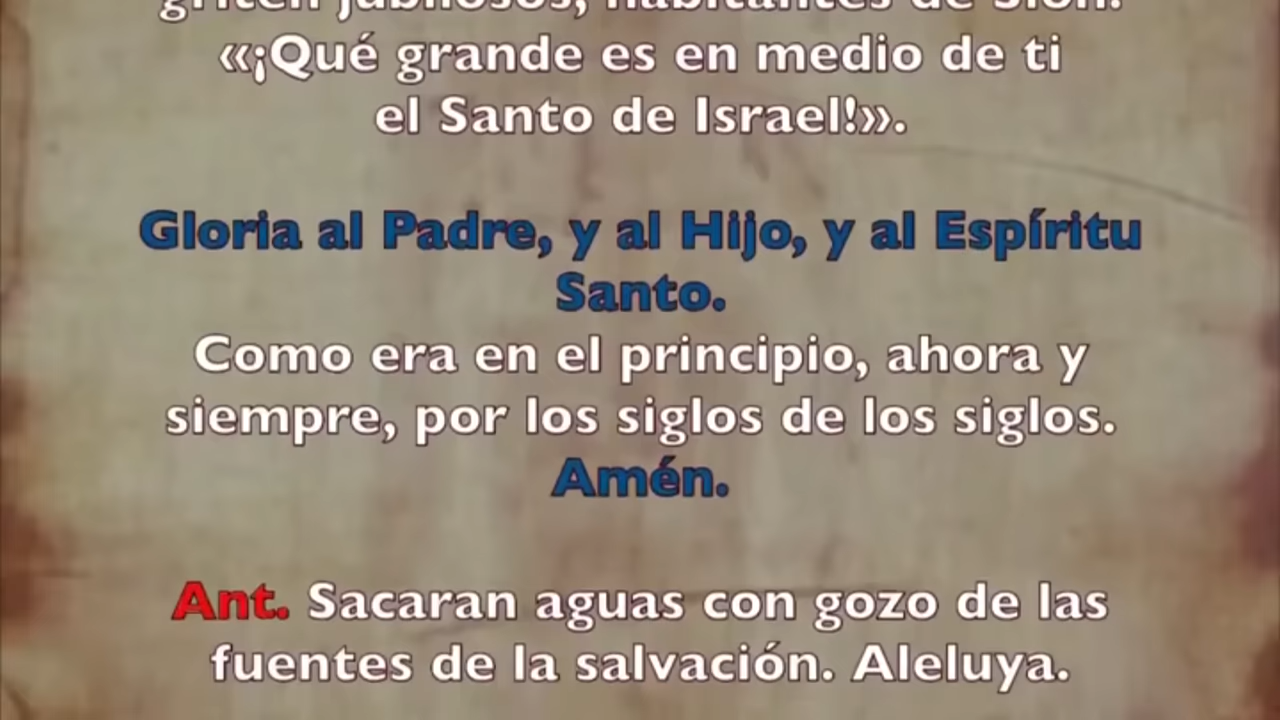 griten jubilosos, habitantes de Sión:
«¡Qué grande es en medio de ti
el Santo de Israel!».
Gloria al Padre, y al Hijo, y al Espíritu
Santo.
Como era en el principio, ahora y
siempre, por los siglos de los siglos.
Amén.
Ant. Sacaran aguas con gozo de las
fuentes de la salvación. Aleluya.